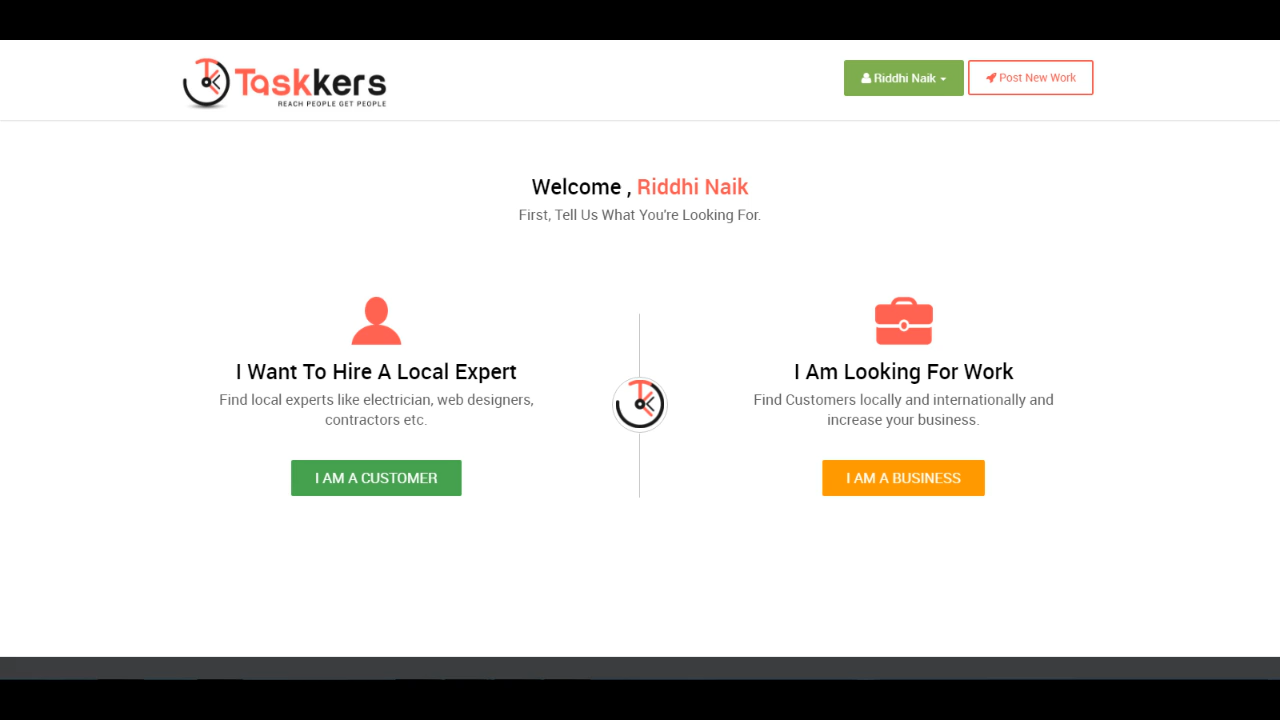 Taskkers
REACH PEOPLE GET PEOPLE
Riddhi Naik
Post New Work
Welcome , Riddhi Naik
First, Tell Us What You're Looking For.
I Want To Hire A Local Expert
Find local experts like electrician, web designers,
contractors etc.
I AM A CUSTOMER
I Am Looking For Work
Find Customers locally and internationally and
increase your business.
I AM A BUSINESS